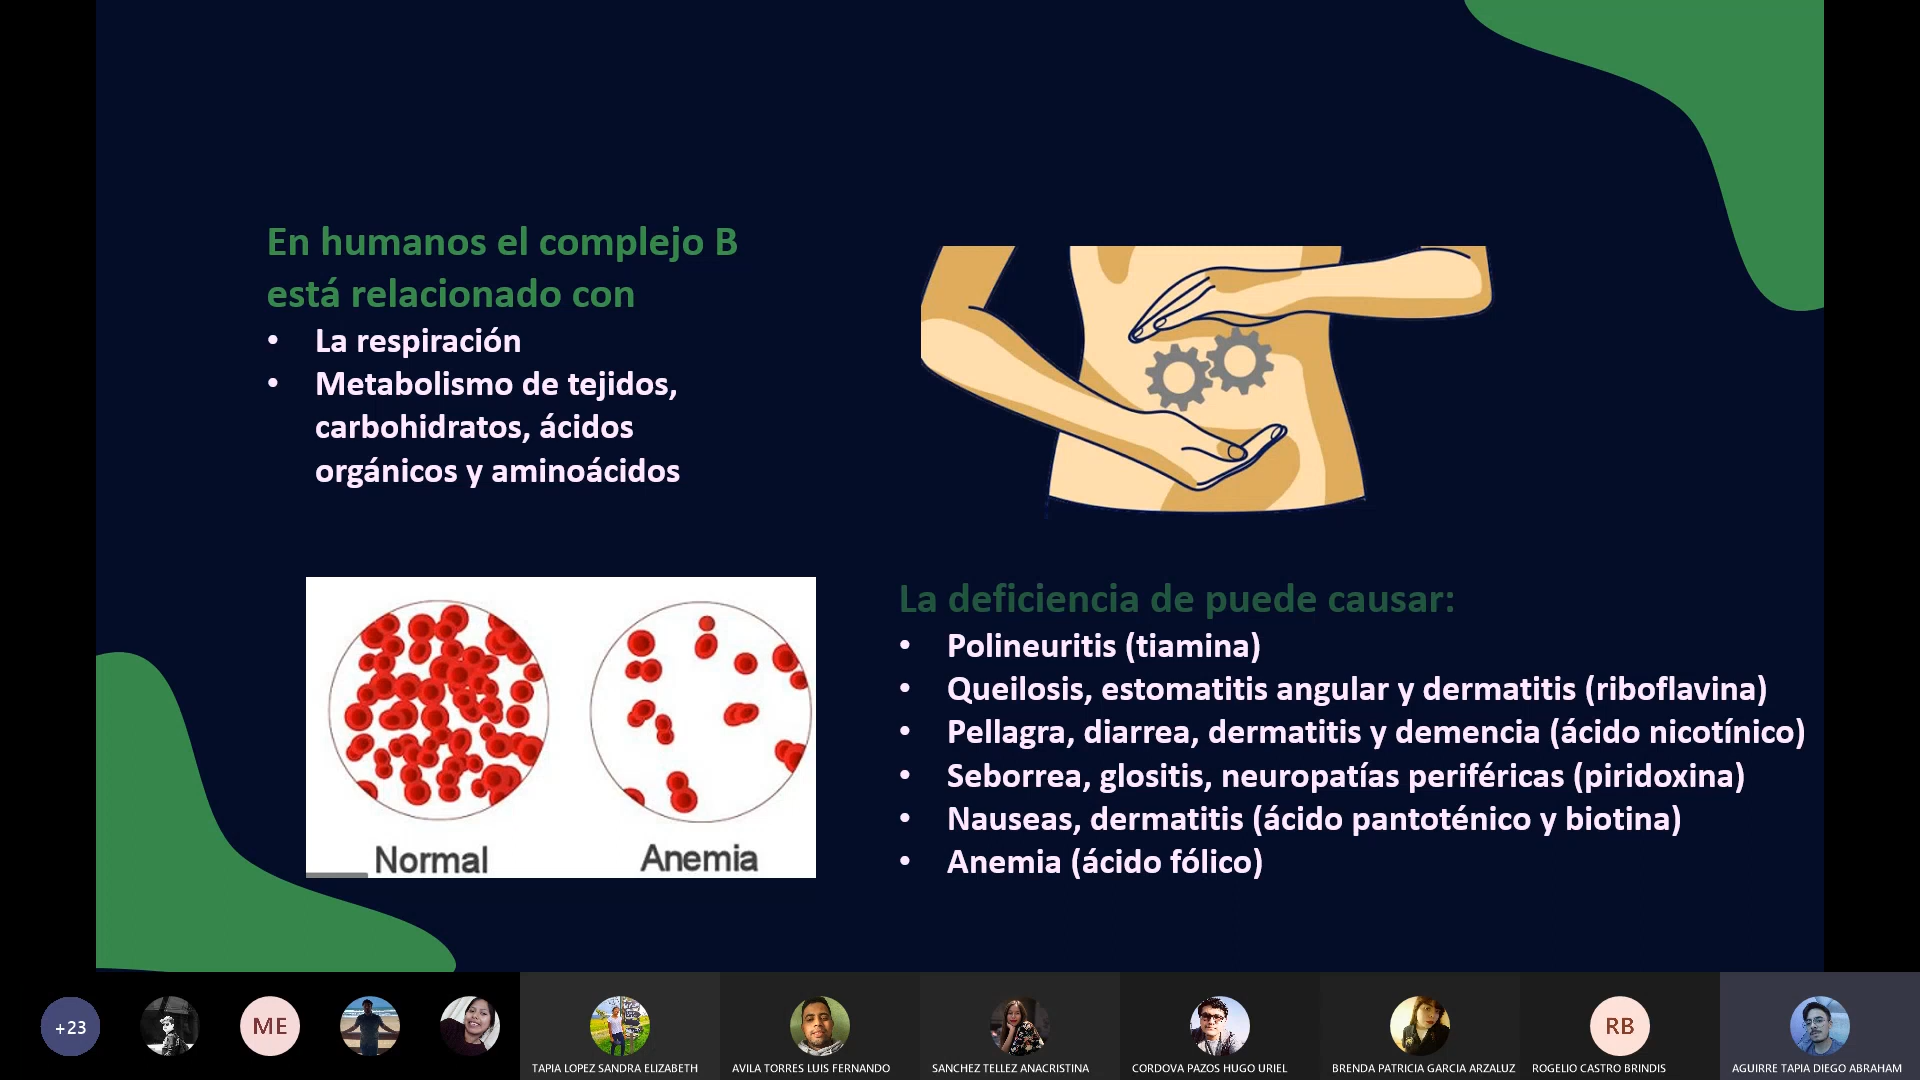 En humanos el complejo B
está relacionado con
• La respiración
• Metabolismo de tejidos,
carbohidratos, ácidos
orgánicos y aminoácidos
Normal
Anemia
La deficiencia de puede causar:
• Polineuritis (tiamina)
• Queilosis, estomatitis angular y dermatitis (riboflavina)
• Pellagra, diarrea, dermatitis y demencia (ácido nicotínico)
• Seborrea, glositis, neuropatías periféricas (piridoxina)
• Nauseas, dermatitis (ácido pantoténico y biotina)
• Anemia (ácido fólico)
+23
ME
RB
TAPIA LOPEZ SANDRA ELIZABETH
AVILA TORRES LUIS FERNANDO
SANCHEZ TELLEZ ANACRISTINA
CORDOVA PAZOS HUGO URIEL
BRENDA PATRICIA GARCIA ARZALUZ
ROGELIO CASTRO BRINDIS
AGUIRRE TAPIA DIEGO ABRAHAM